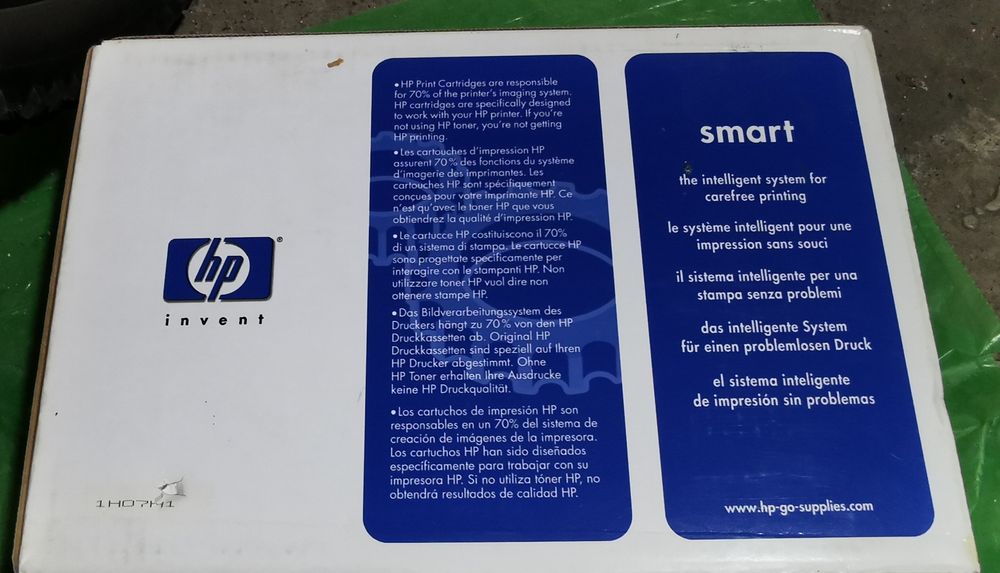 hp®
invent
1H07H1
• HP Print Cartridges are responsible
for 70% of the printer's imaging system.
HP cartridges are specifically designed
to work with your HP printer. If you're
not using HP toner, you're not getting
HP printing.
• Les cartouches d'impression HP
assurent 70 % des fonctions du système
d'imagerie des imprimantes. Les
cartouches HP sont spécifiquement
conçues pour votre imprimante HP. Ce
n'est qu'avec le toner HP que vous
obtiendrez la qualité d'impression HP.
• Le cartucce HP costituiscono il 70%
di un sistema di stampa. Le cartucce HP
sono progettate specificamente per
interagire con le stampanti HP. Non
utilizzare toner HP vuol dire non
ottenere stampe HP.
• Das Bildverarbeitungssystem des
Druckers hängt zu 70% von den HP
Druckkassetten ab. Original HP
Druckkassetten sind speziell auf Ihren
HP Drucker abgestimmt. Ohne
HP Toner erhalten Ihre Ausdrucke
keine HP Druckqualität.
• Los cartuchos de impresión HP son
responsables en un 70% del sistema de
creación de imágenes de la impresora.
Los cartuchos HP han sido diseñados
específicamente para trabajar con su
impresora HP. Si no utiliza tóner HP, no
obtendrá resultados de calidad HP.
smart
the intelligent system for
carefree printing
le système intelligent pour une
impression sans souci
il sistema intelligente per una
stampa senza problemi
das intelligente System
für einen problemlosen Druck
el sistema inteligente
de impresión sin problemas
www.hp-go-supplies.com